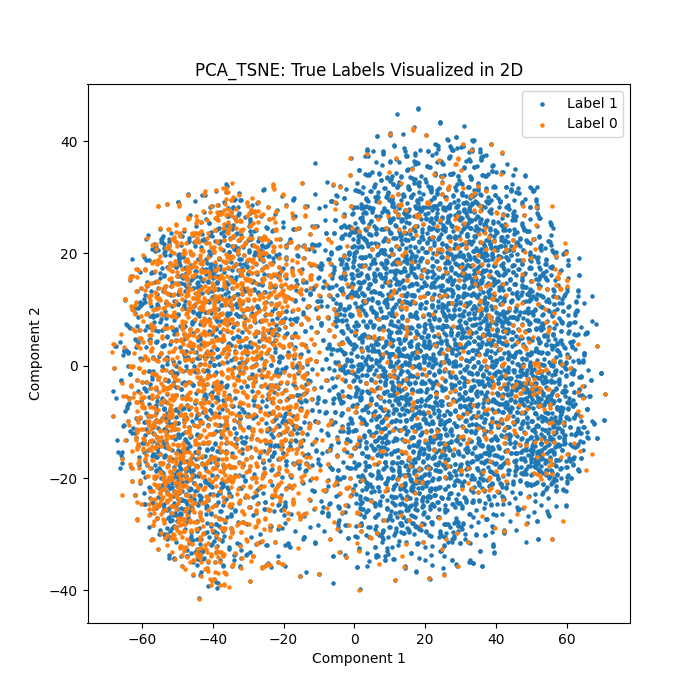 PCA_TSNE: True Labels Visualized in 2D
Label 1
Label 0
40
20
0
−20
−40
Component 2
−60
−40
−20
0
20
40
60
Component 1